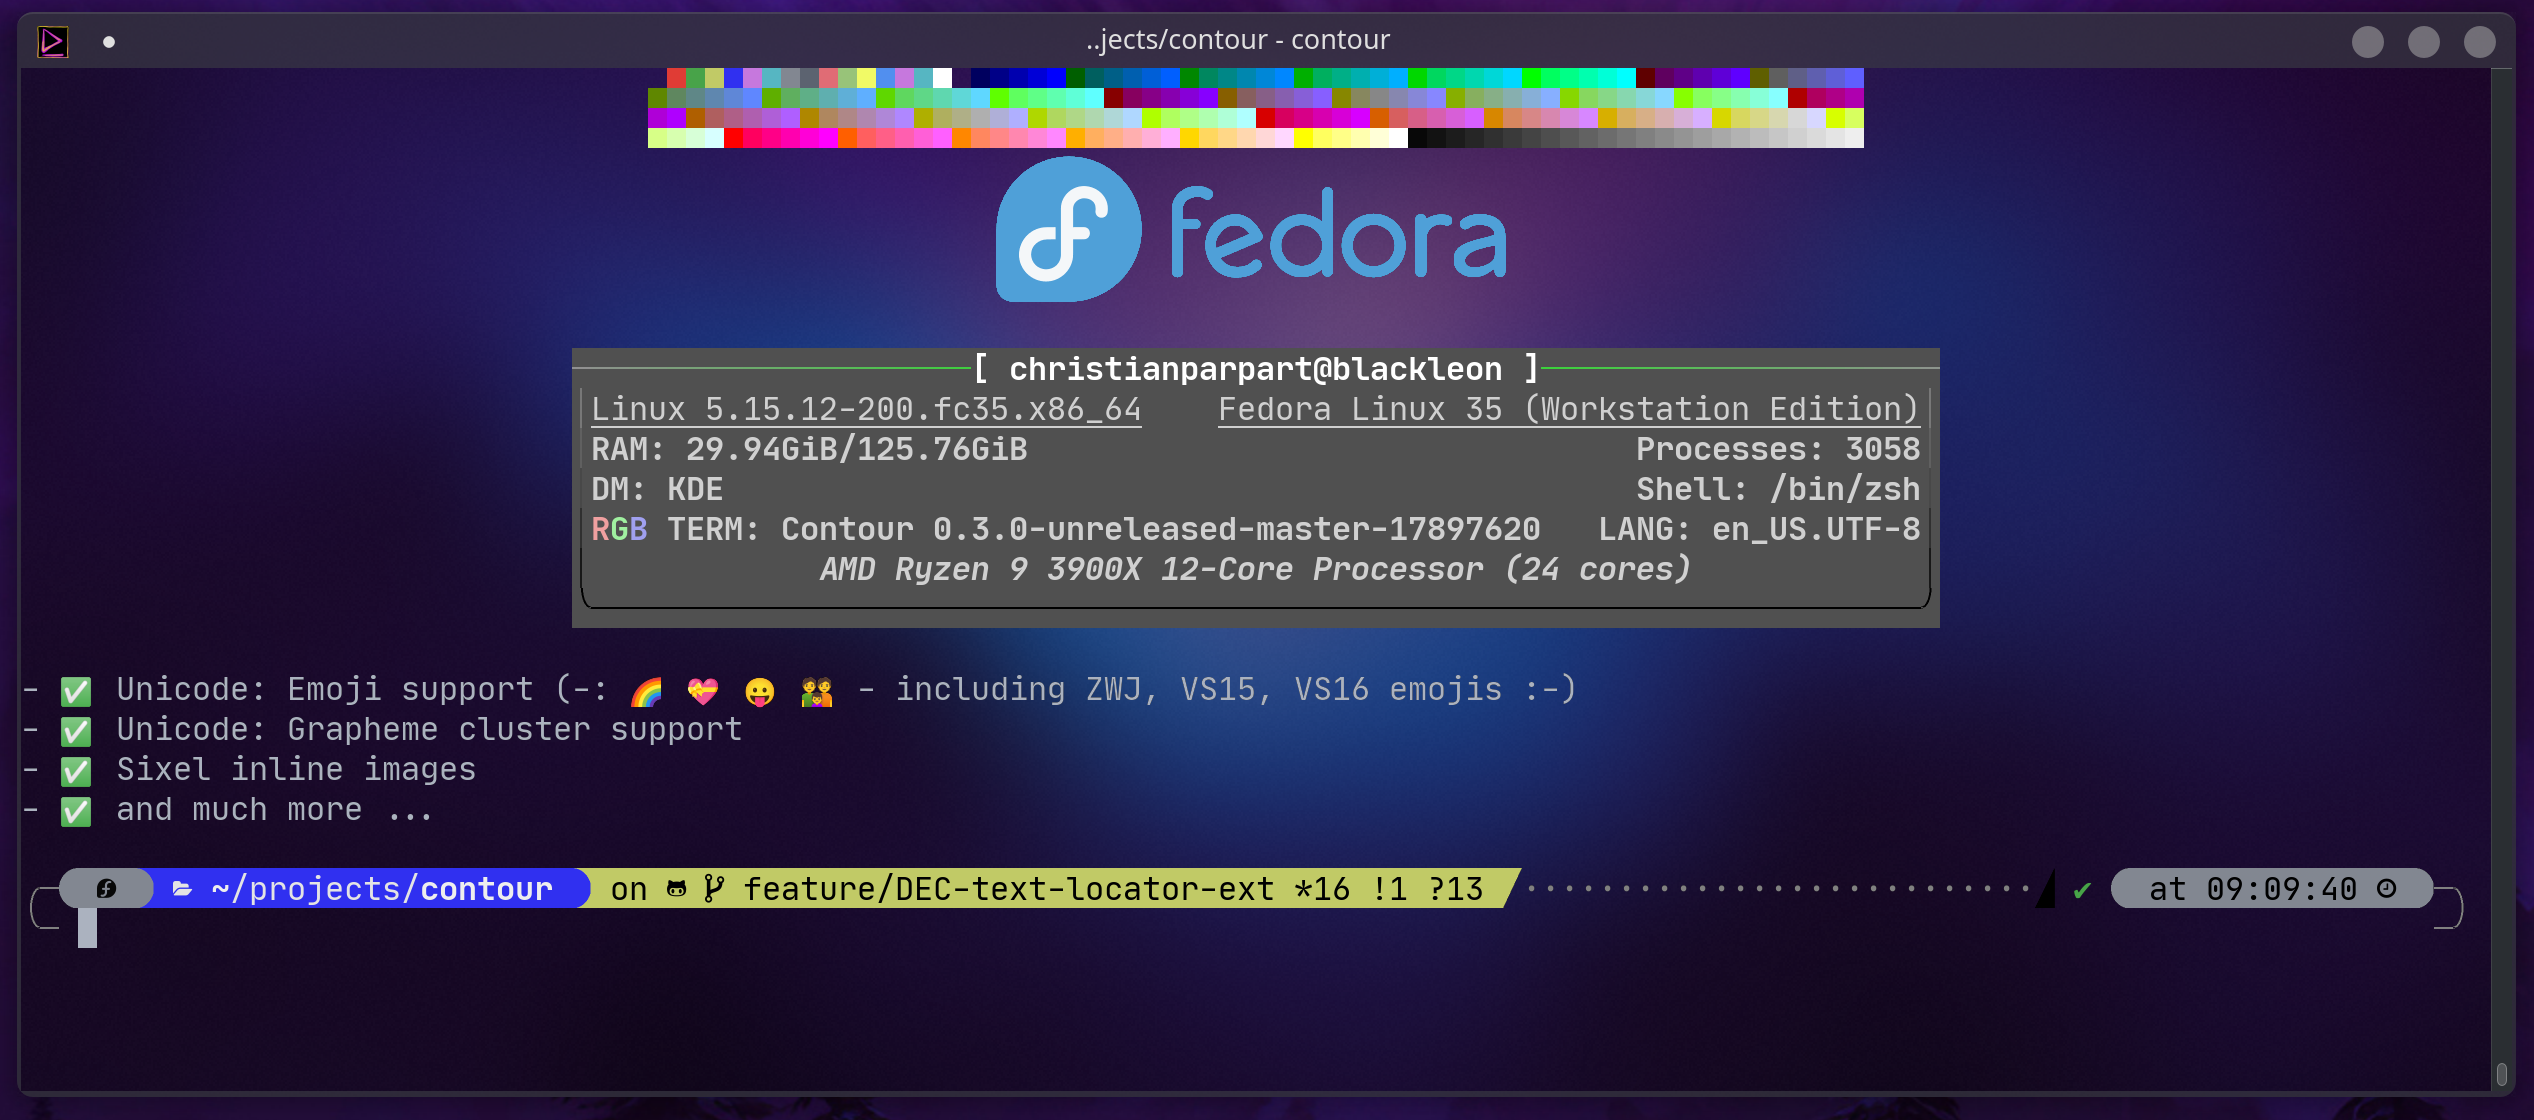 ..jects/contour - contour
fedora
[ christianparpart@blackleon ]
Linux 5.15.12-200.fc35.x86_64 Fedora Linux 35 (Workstation Edition)
RAM: 29.94GiB/125.76GiB Processes: 3058
DM: KDE Shell: /bin/zsh
RGB TERM: Contour 0.3.0-unreleased-master-17897620 LANG: en_US.UTF-8
AMD Ryzen 9 3900X 12-Core Processor (24 cores)
- ✅ Unicode: Emoji support (-: 🌈 💝 😛 👨‍👩‍👧 - including ZWJ, VS15, VS16 emojis :-)
- ✅ Unicode: Grapheme cluster support
- ✅ Sixel inline images
- ✅ and much more ...
~/projects/contour on feature/DEC-text-locator-ext *16 !1 ?13 ✔ at 09:09:40